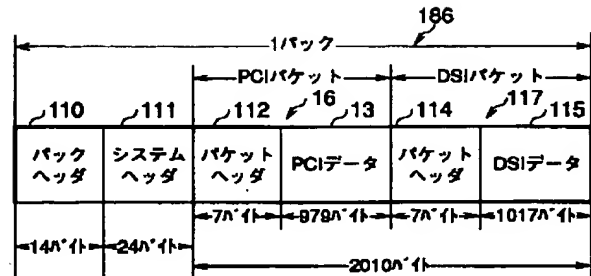 186
1パック
PCIパケット DSIパケット
110 111 112 16 13 114 117 115
パック
ヘッダ
システム
ヘッダ
パケット
ヘッダ
PCIデータ
パケット
ヘッダ
DSIデータ
7バイト 979バイト 7バイト 1017バイト
14バイト 24バイト
2010バイト